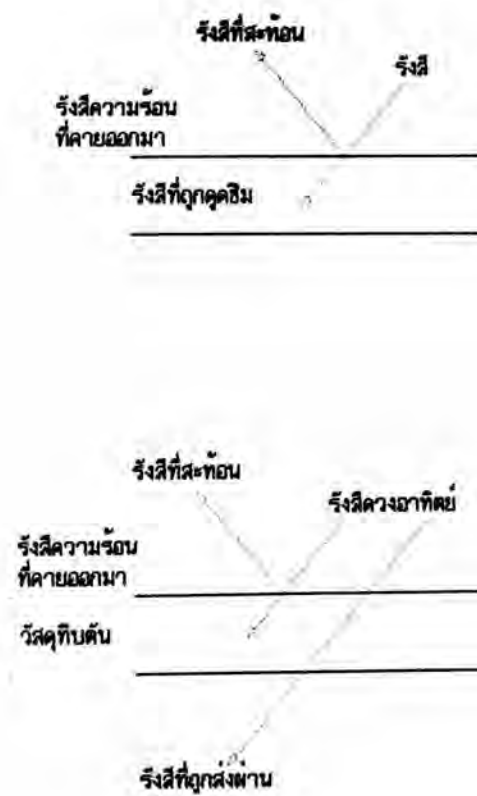 รังสีที่สะท้อน
รังสี
รังสีความร้อน
ที่คายออกมา
รังสีที่ถูกดูดซึม
รังสีที่สะท้อน
รังสีดวงอาทิตย์
รังสีความร้อน
ที่คายออกมา
วัสดุทึบตัน
รังสีที่ถูกส่งผ่าน